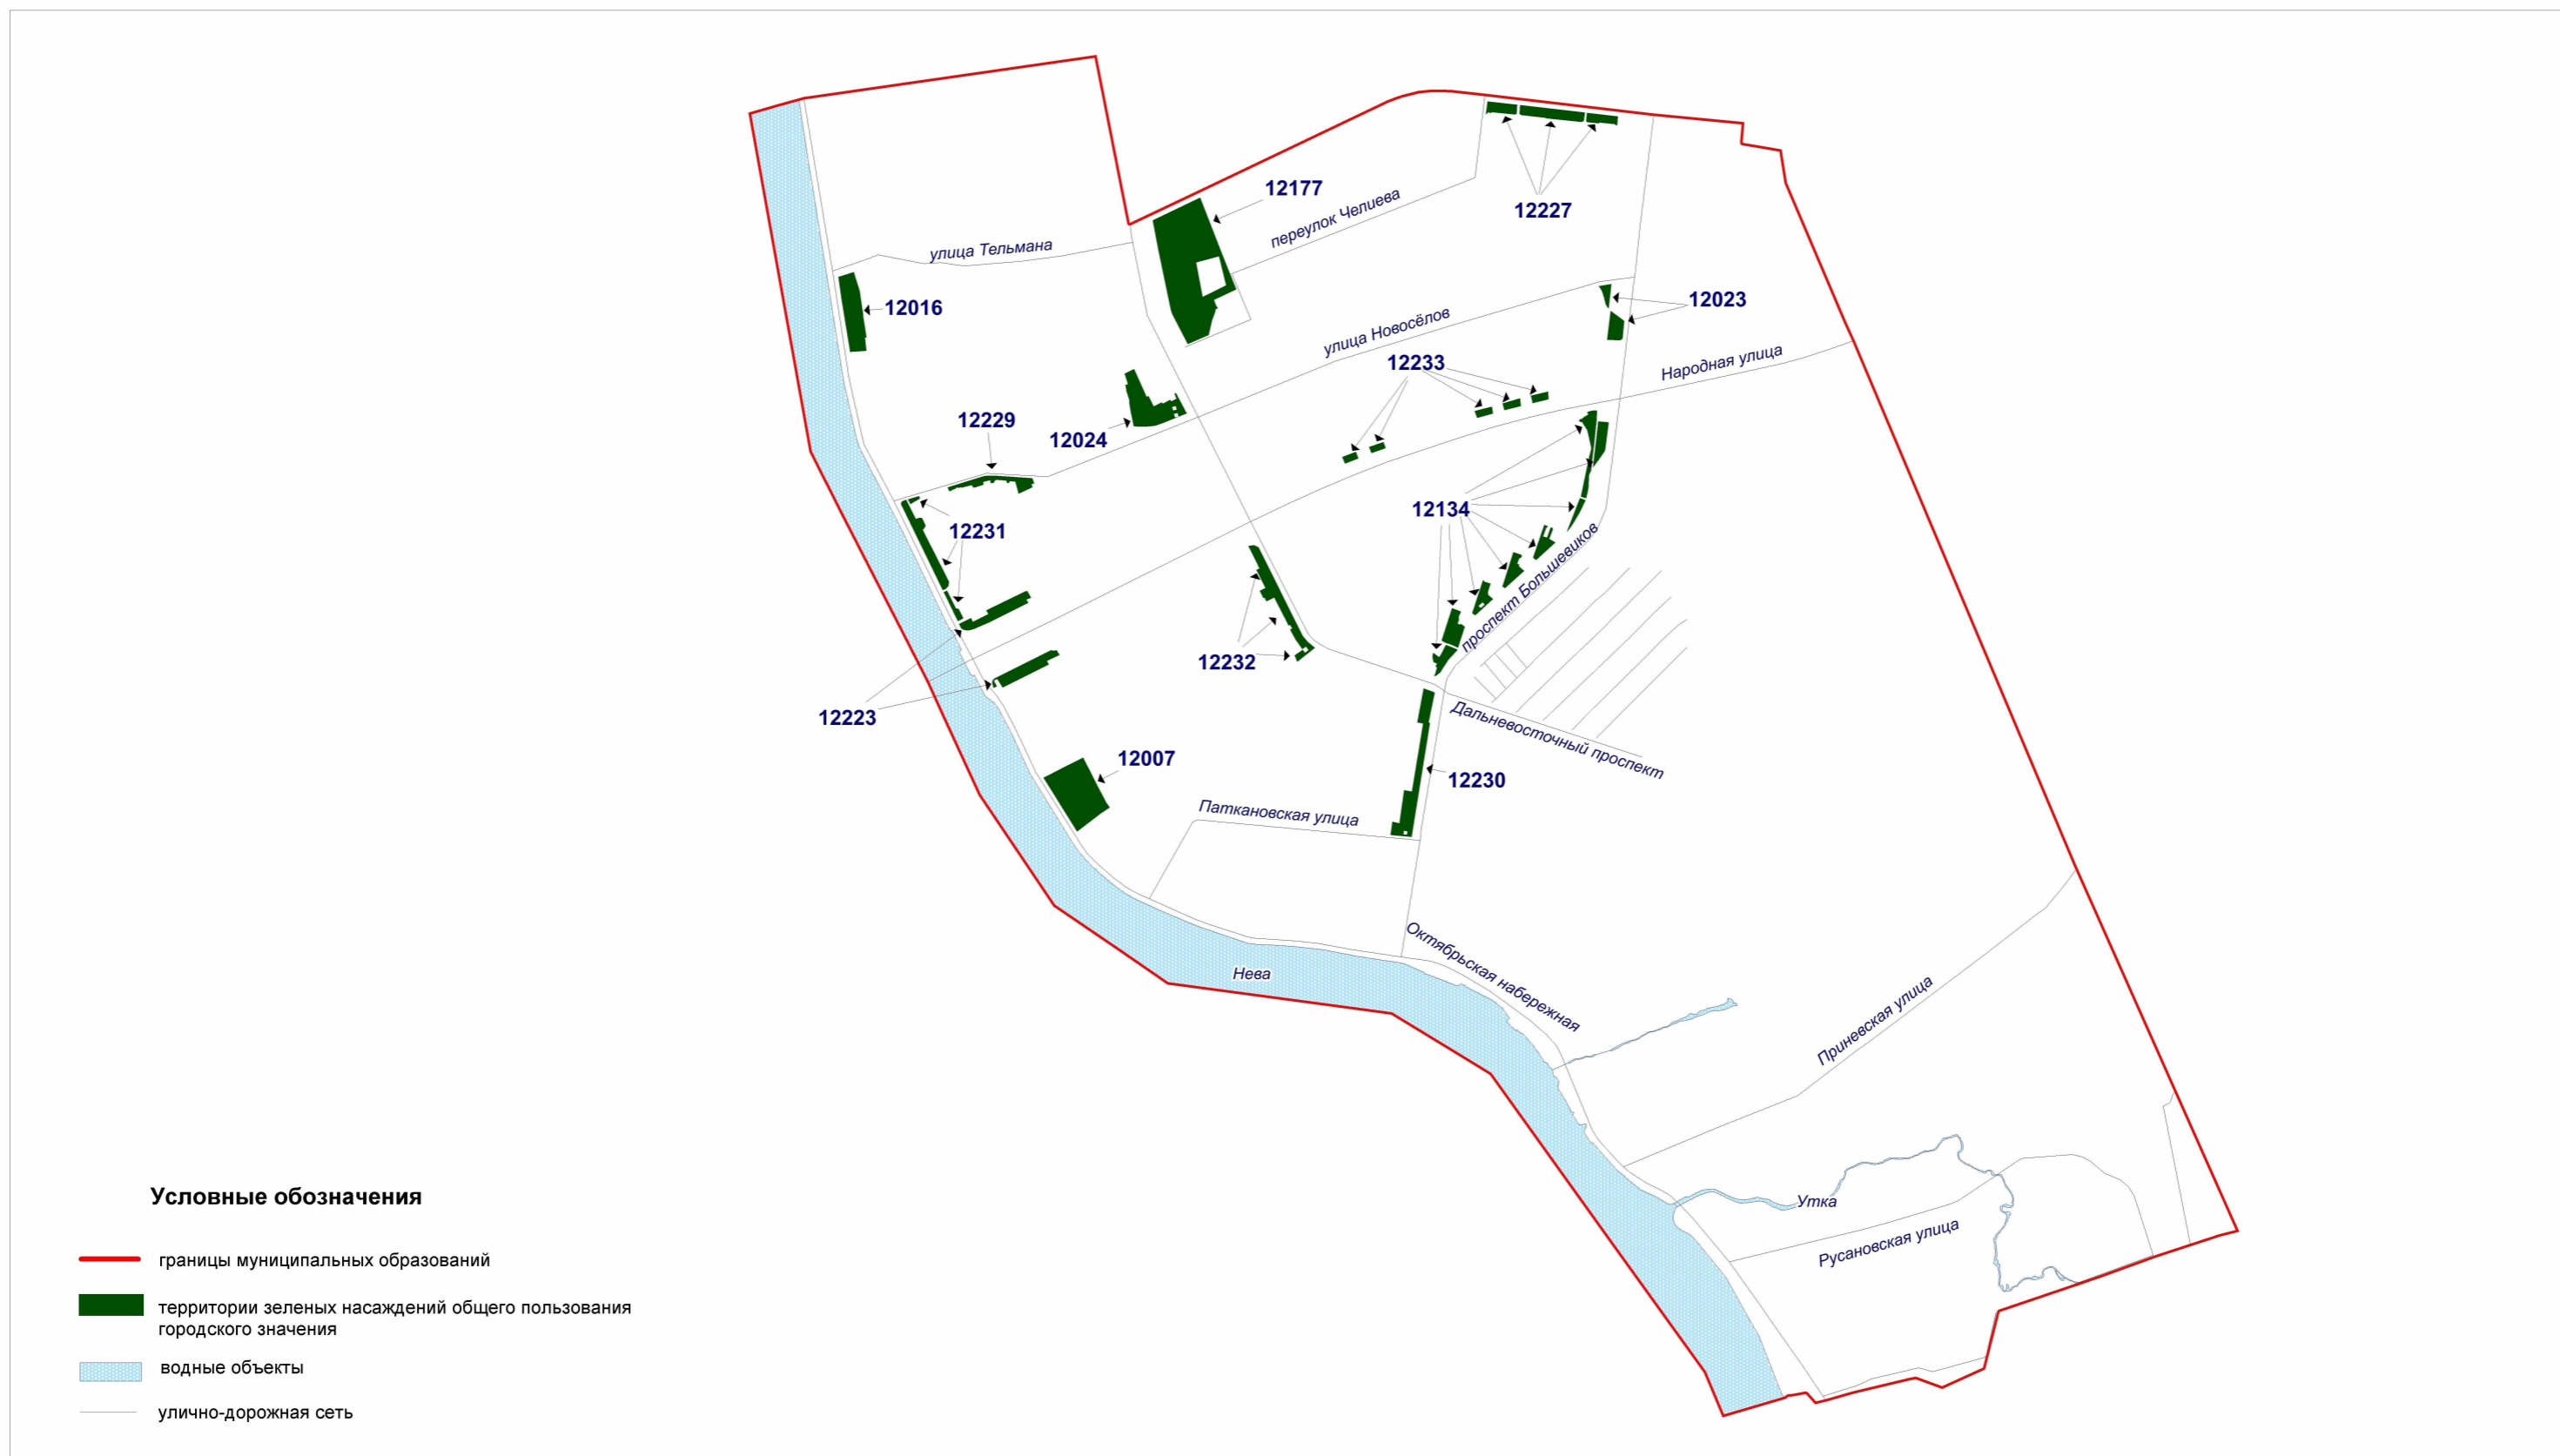 12177
переулок Челиева
12227
улица Тельмана
12016
12023
улица Новосёлов
12233
Народная улица
12229
12024
12134
12231
проспект Большевиков
12232
12223
Дальневосточный проспект
12007
12230
Паткановская улица
Октябрьская набережная
Нева
Приневская улица
Утка
Русановская улица
Условные обозначения
границы муниципальных образований
территории зеленых насаждений общего пользования
городского значения
водные объекты
улично-дорожная сеть